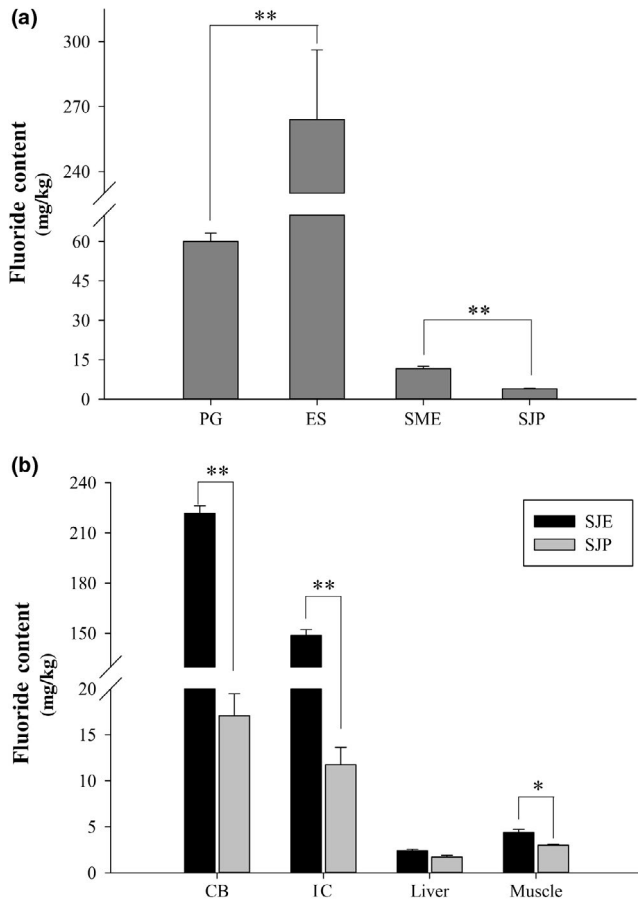 (a)
**
**
Fluoride content
(mg/kg)
300
270
240
60
45
30
15
0
PG ES SME SJP
(b)
**
**
*
SJE
SJP
Fluoride content
(mg/kg)
240
210
180
150
20
15
10
5
0
CB IC Liver Muscle